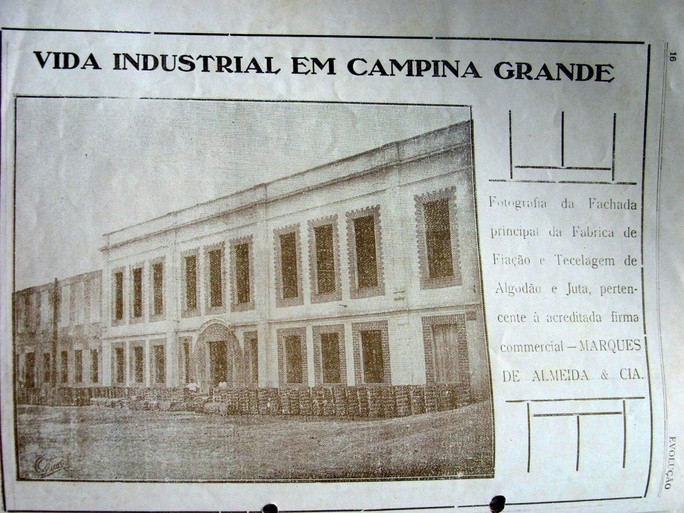 VIDA INDUSTRIAL EM CAMPINA GRANDE
16
Fotografia da Fachada
principal da Fabrica de
Fiação e Tecelagem de
Algodão e Juta, perten-
cente à acreditada firma
commercial — MARQUES
DE ALMEIDA & CIA.
EVOLUÇÃO